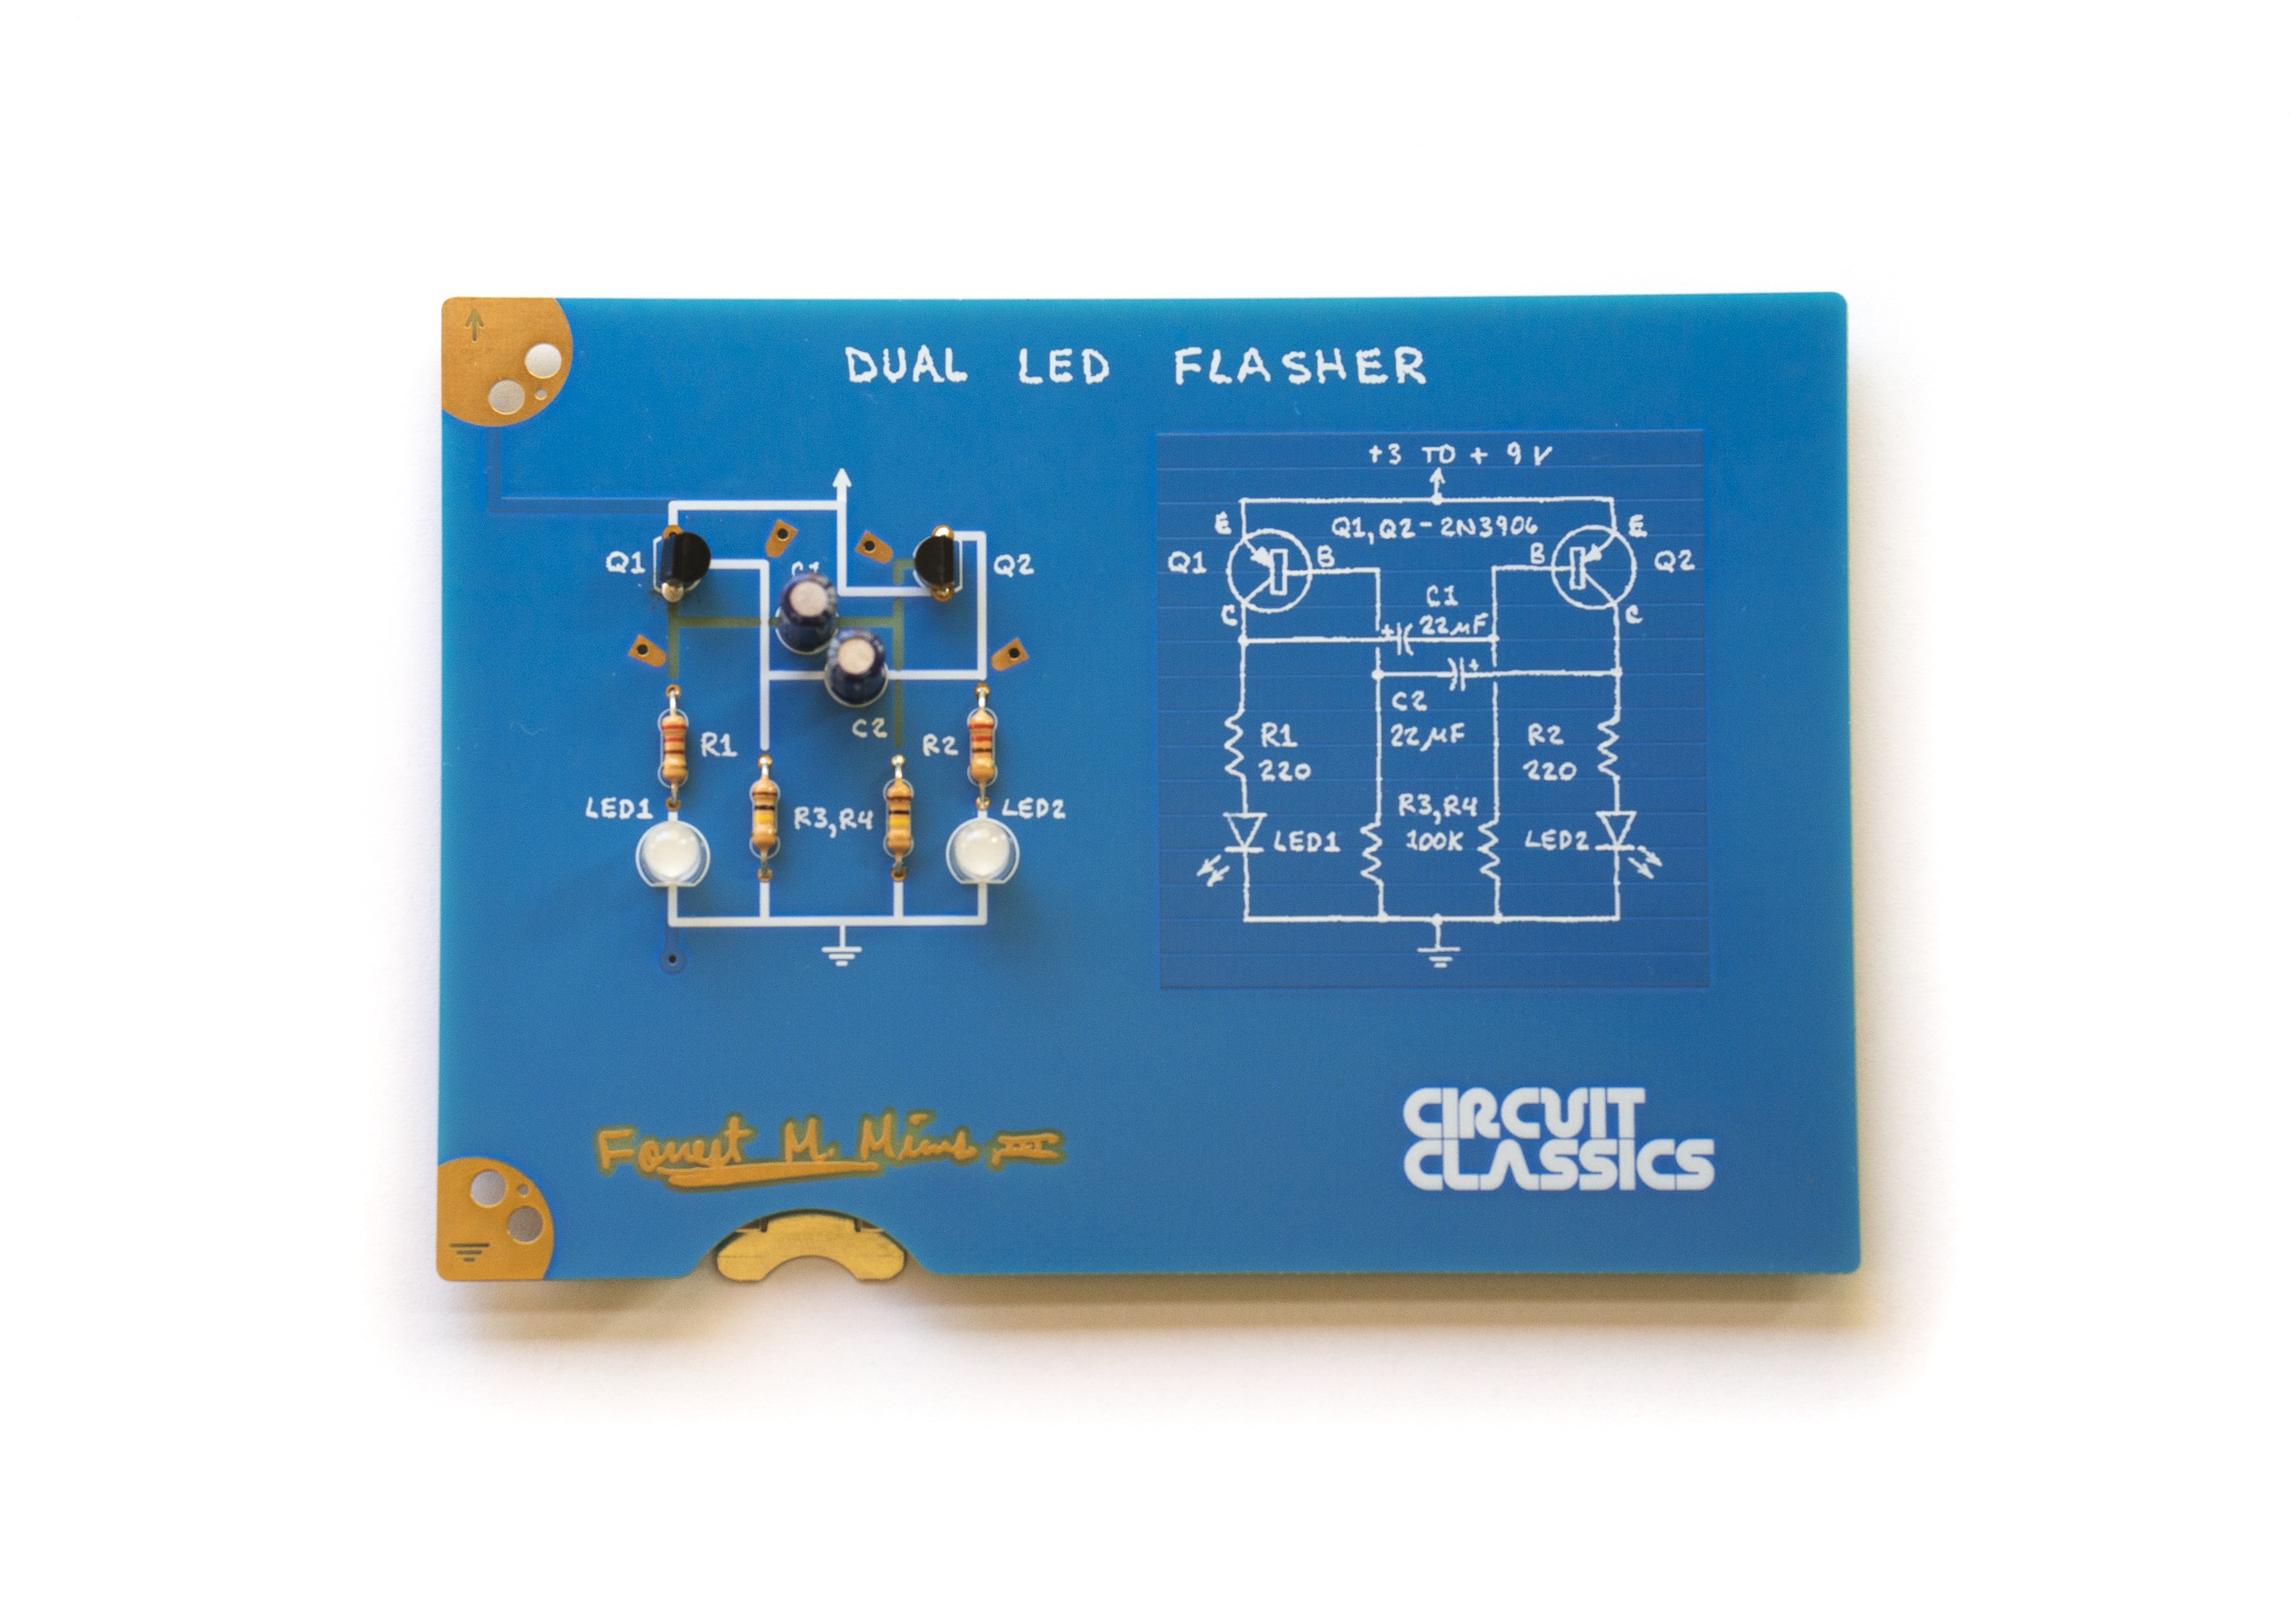 DUAL LED FLASHER
Q1
C1
Q2
C2
R1
R2
LED1
R3,R4
LED2
+3 TO + 9V
E
Q1,Q2-2N3906
E
Q1
B
B
Q2
C
C1
C
+
22µF
+
C2
22µF
R1
220
R2
220
R3,R4
100K
LED1
LED2
Forrest M. Mims III
CIRCUIT
CLASSICS